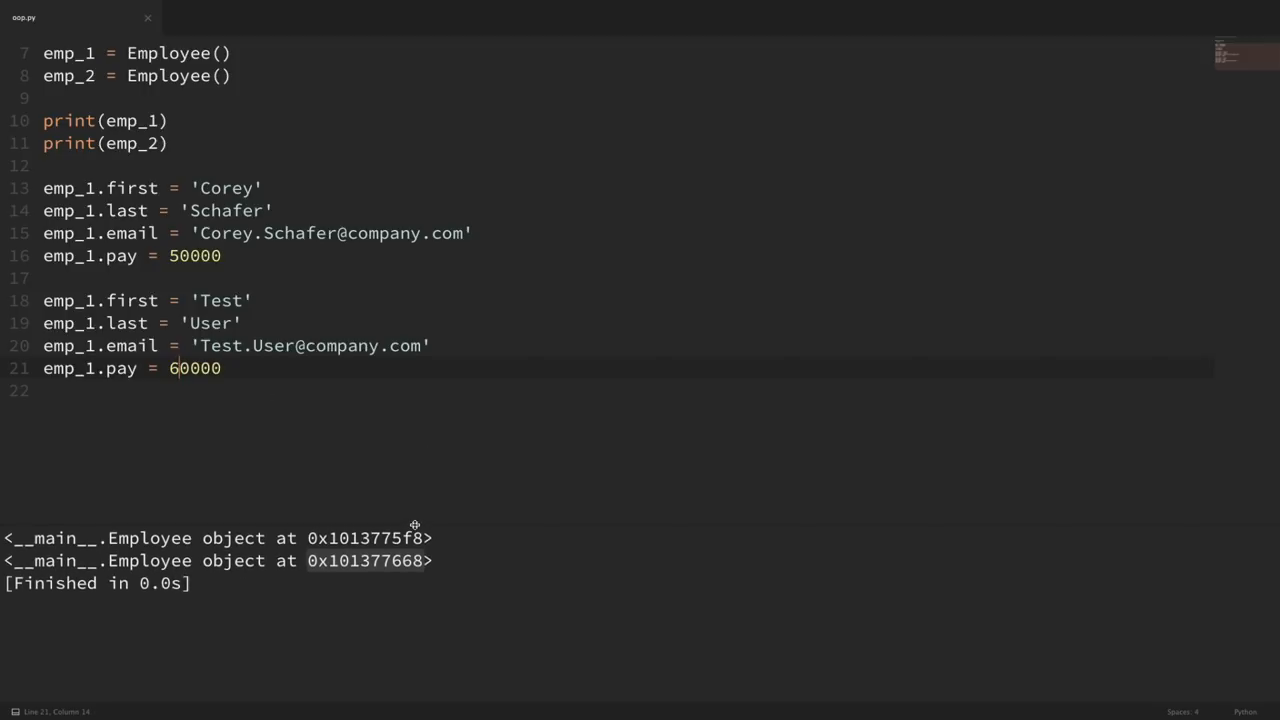 oop.py ×
7 emp_1 = Employee()
8 emp_2 = Employee()
9
10 print(emp_1)
11 print(emp_2)
12
13 emp_1.first = 'Corey'
14 emp_1.last = 'Schafer'
15 emp_1.email = 'Corey.Schafer@company.com'
16 emp_1.pay = 50000
17
18 emp_1.first = 'Test'
19 emp_1.last = 'User'
20 emp_1.email = 'Test.User@company.com'
21 emp_1.pay = 60000
22
<__main__.Employee object at 0x1013775f8>
<__main__.Employee object at 0x101377668>
[Finished in 0.0s]
Line 21, Column 14 Spaces: 4 Python